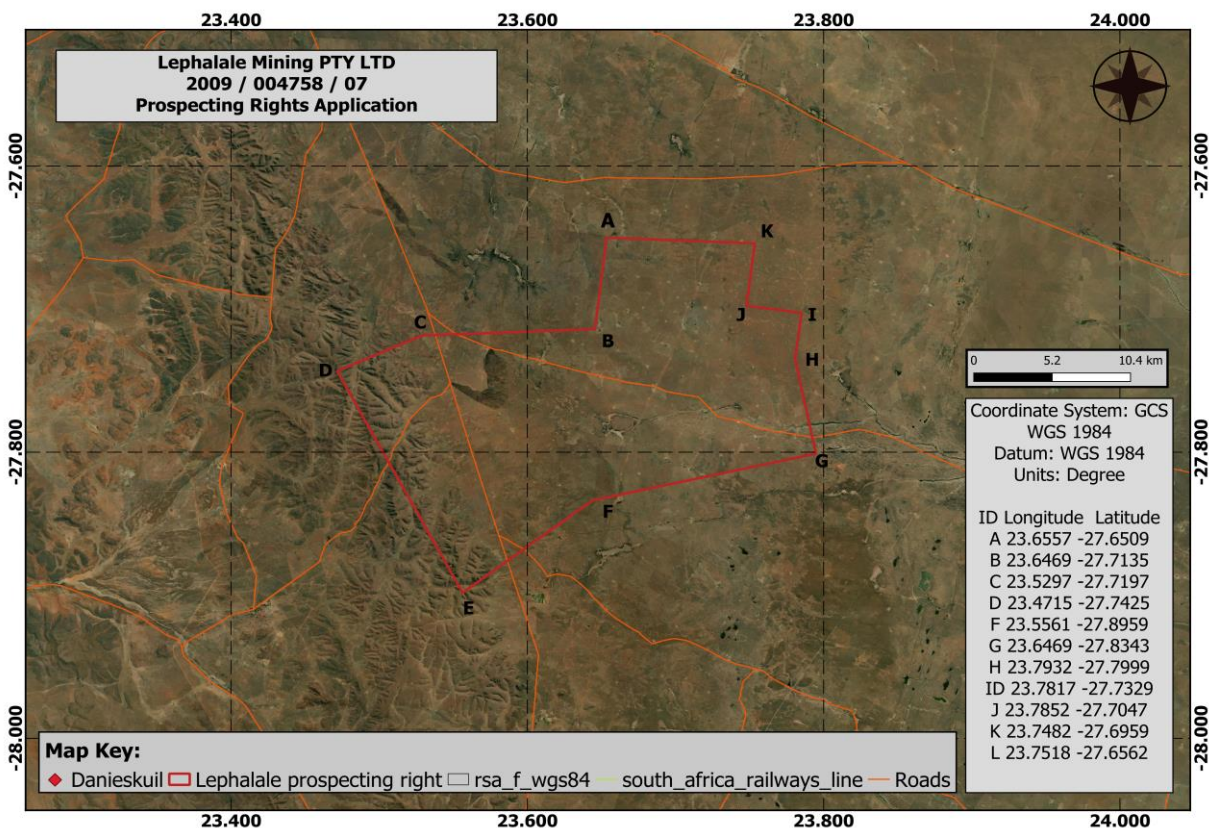 23.400 23.600 23.800 24.000
Lephalale Mining PTY LTD
2009 / 004758 / 07
Prospecting Rights Application
-27.600 -27.600
A
K
C
B
J
I
D
H
0 5.2 10.4 km
-27.800 -27.800
G
F
E
Coordinate System: GCS
WGS 1984
Datum: WGS 1984
Units: Degree
ID Longitude Latitude
A 23.6557 -27.6509
B 23.6469 -27.7135
C 23.5297 -27.7197
D 23.4715 -27.7425
F 23.5561 -27.8959
G 23.6469 -27.8343
H 23.7932 -27.7999
ID 23.7817 -27.7329
J 23.7852 -27.7047
K 23.7482 -27.6959
L 23.7518 -27.6562
-28.000 -28.000
Map Key:
Danieskuil Lephalale prospecting right rsa_f_wgs84 south_africa_railways_line Roads
23.400 23.600 23.800 24.000